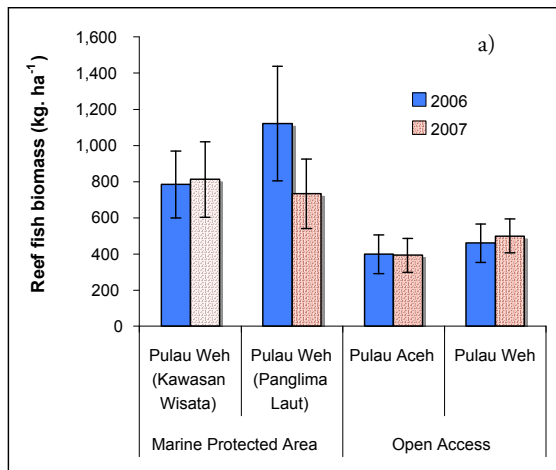 a)
Reef fish biomass (kg. ha⁻¹)
1,600
1,400
1,200
1,000
800
600
400
200
0
2006
2007
Pulau Weh
(Kawasan
Wisata)
Pulau Weh
(Panglima
Laut)
Pulau Aceh
Pulau Weh
Marine Protected Area
Open Access